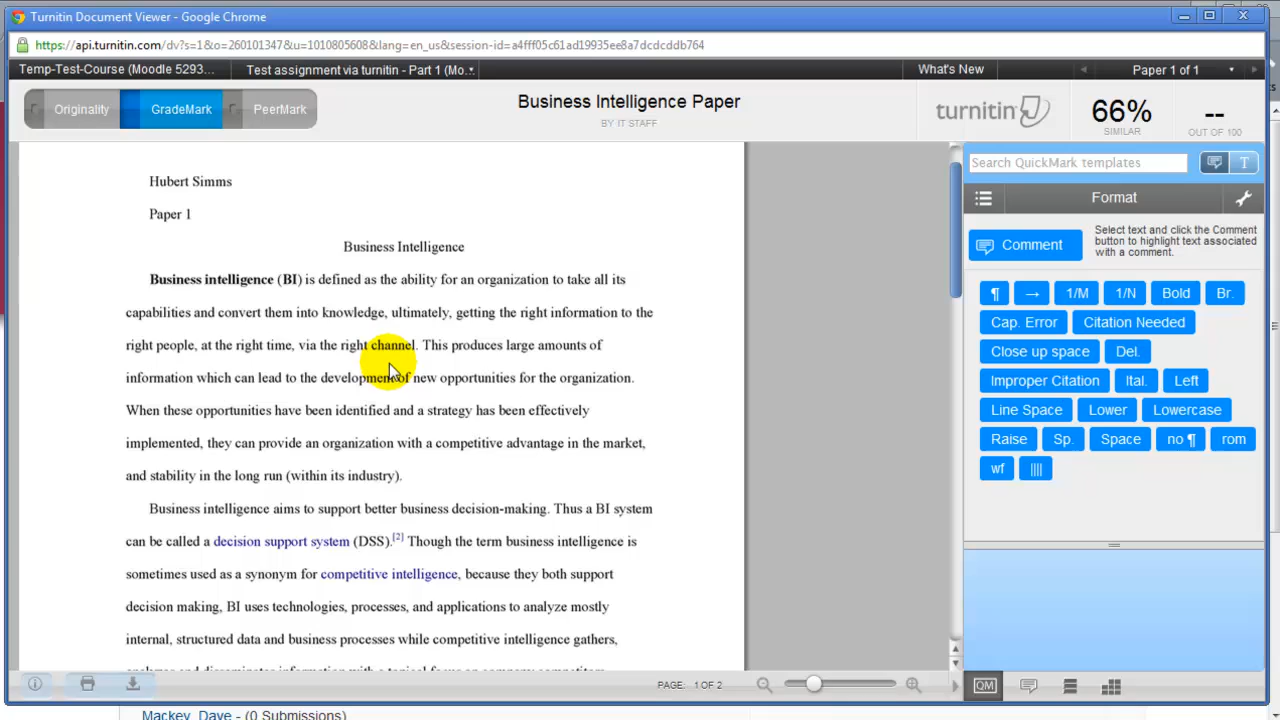 Turnitin Document Viewer - Google Chrome
https://api.turnitin.com/dv?s=1&o=260101347&u=1010805608&lang=en_us&session-id=a4fff05c61ad19935ee8a7dcdcddb764
Temp-Test-Course (Moodle 5293...
Test assignment via turnitin - Part 1 (Mo...
What's New
Paper 1 of 1
Originality
GradeMark
PeerMark
Business Intelligence Paper
BY IT STAFF
turnitin
66%
SIMILAR
--
OUT OF 100
Hubert Simms
Paper 1
Business Intelligence
Business intelligence (BI) is defined as the ability for an organization to take all its
capabilities and convert them into knowledge, ultimately, getting the right information to the
right people, at the right time, via the right channel. This produces large amounts of
information which can lead to the development of new opportunities for the organization.
When these opportunities have been identified and a strategy has been effectively
implemented, they can provide an organization with a competitive advantage in the market,
and stability in the long run (within its industry).
Business intelligence aims to support better business decision-making. Thus a BI system
can be called a decision support system (DSS).[2] Though the term business intelligence is
sometimes used as a synonym for competitive intelligence, because they both support
decision making, BI uses technologies, processes, and applications to analyze mostly
internal, structured data and business processes while competitive intelligence gathers,
analyzes and disseminates information with a topical focus on company competitors.
Search QuickMark templates
T
Format
Comment
Select text and click the Comment
button to highlight text associated
with a comment.
¶ → 1/M 1/N Bold Br.
Cap. Error Citation Needed
Close up space Del.
Improper Citation Ital. Left
Line Space Lower Lowercase
Raise Sp. Space no ¶ rom
wf ||||
PAGE: 1 OF 2
QM
Mackey, Dave - (0 Submissions)